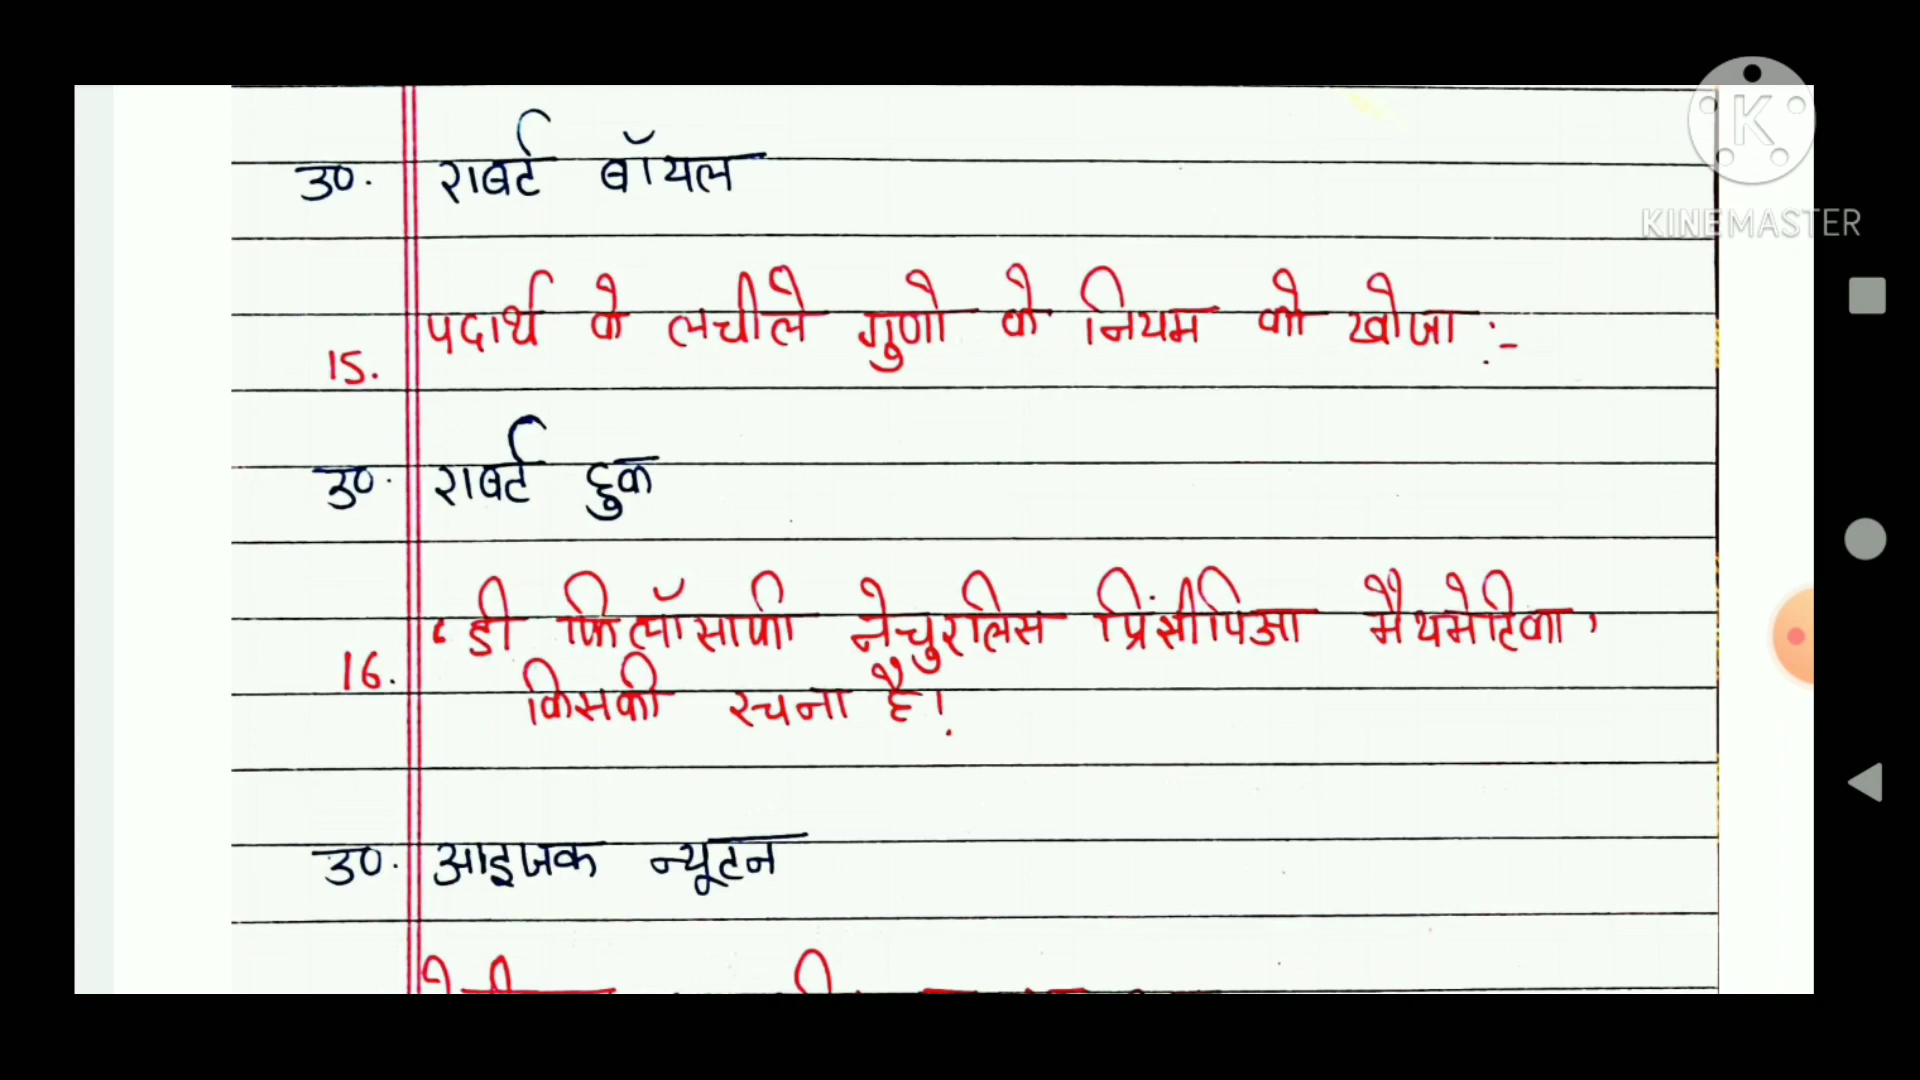 उ०. रार्बट बॉयल
KINEMASTER
15. पदार्थ के लचीले गुणो के नियम को खोजा :-
उ०. रार्बट हुक
16. 'डी फिलॉसाफी नेचुरलिस प्रिंसीपिआ मैथमेटिका'
किसकी रचना है।
उ०. आइजक न्यूटन